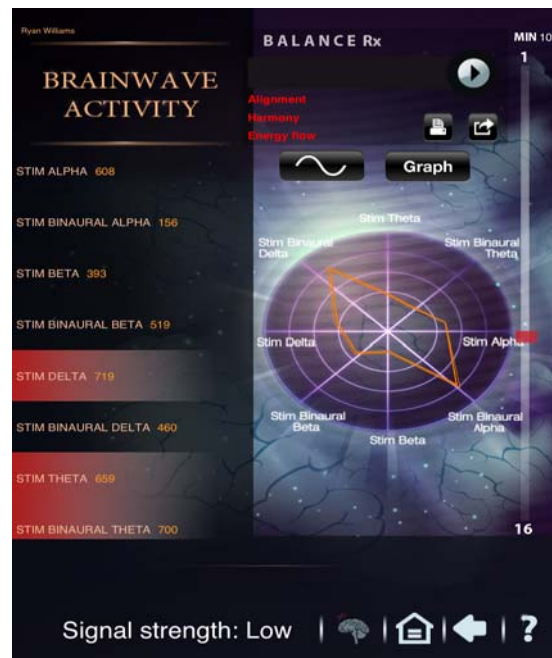 Ryan Williams
BRAINWAVE
ACTIVITY
STIM ALPHA 608
STIM BINAURAL ALPHA 156
STIM BETA 393
STIM BINAURAL BETA 519
STIM DELTA 719
STIM BINAURAL DELTA 460
STIM THETA 659
STIM BINAURAL THETA 700
BALANCE Rx
MIN 10
1
Alignment
Harmony
Energy flow
Graph
Stim Theta
Stim Binaural
Delta
Stim Binaural
Theta
Stim Delta
Stim Alpha
Stim Binaural
Beta
Stim Binaural
Alpha
Stim Beta
16
Signal strength: Low
?